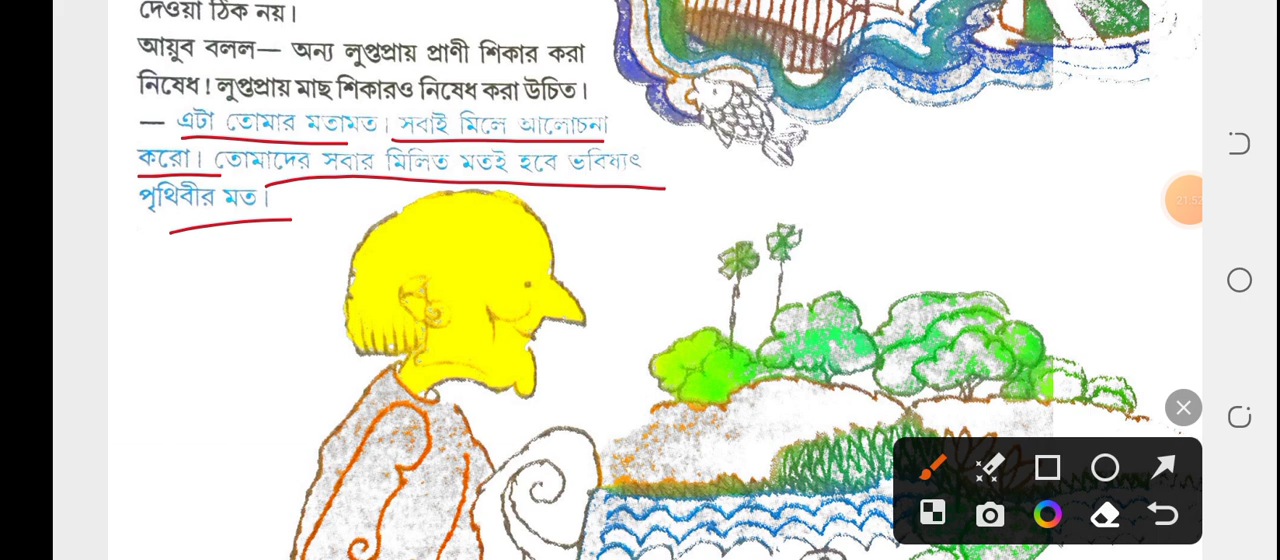 দেওয়া ঠিক নয়।
আয়ুব বলল— অন্য লুপ্তপ্রায় প্রাণী শিকার করা
নিষেধ। লুপ্তপ্রায় মাছ শিকারও নিষেধ করা উচিত।
— এটা তোমার মতামত। সবাই মিলে আলোচনা
করো। তোমাদের সবার মিলিত মতই হবে ভবিষ্যৎ
পৃথিবীর মত।